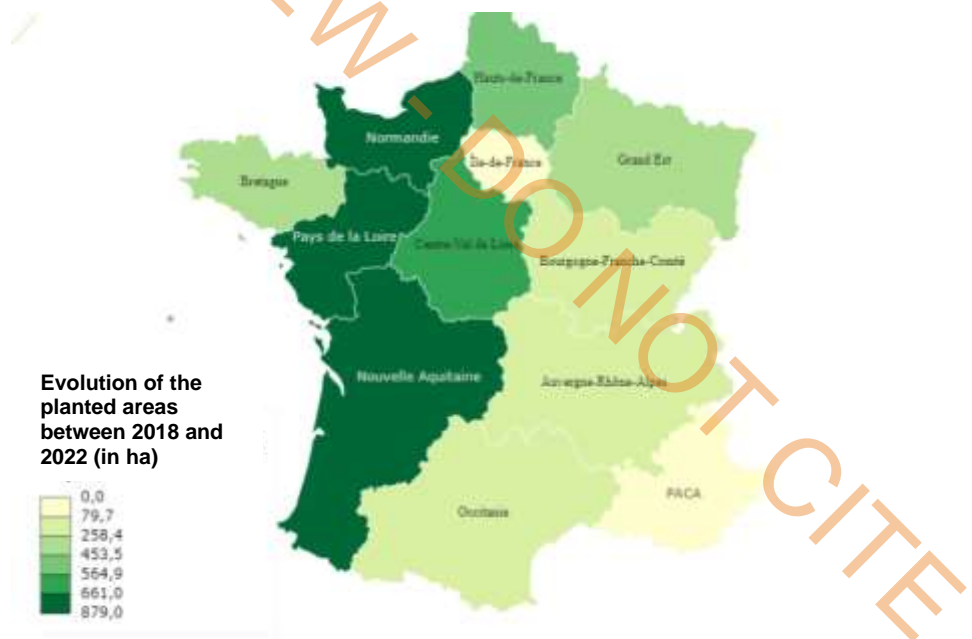 EW - DO NOT CITE
Hauts-de-France
Normandie
Île-de-France
Grand Est
Bretagne
Pays de la Loire
Centre-Val de Loire
Bourgogne-Franche-Comté
Nouvelle Aquitaine
Auvergne-Rhône-Alpes
Occitanie
PACA
Evolution of the
planted areas
between 2018 and
2022 (in ha)
0,0
79,7
258,4
453,5
564,9
661,0
879,0